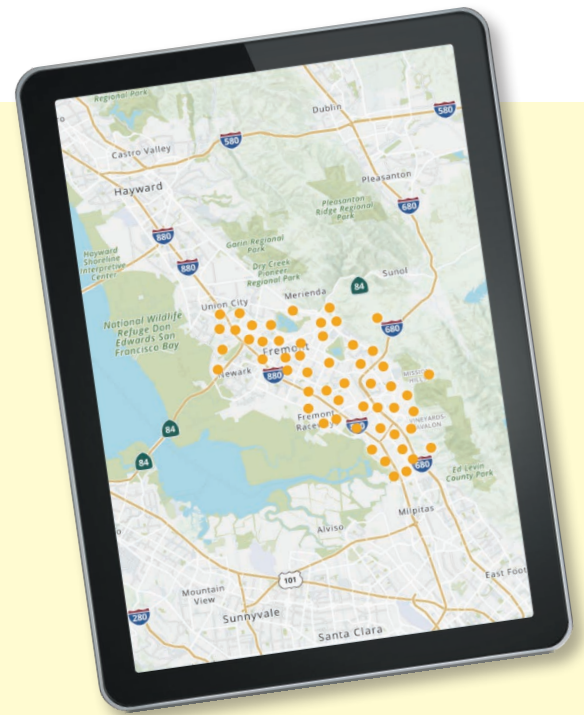 Regional Park
Dublin
580
580
Castro Valley
Hayward
Pleasanton
Pleasanton
Ridge Regional
Park
680
880
Garin Regional
Park
Hayward
Shoreline
Interpretive
Center
880
Dry Creek
Pioneer
Regional Park
Sunol
84
Merienda
Union City
National Wildlife
Refuge Don
Edwards San
Francisco Bay
680
Fremont
Newark
880
Fremont
84
680
84
Ed Levin
County Park
Milpitas
Alviso
101
East Foot
Mountain
View
Sunnyvale
280
Santa Clara